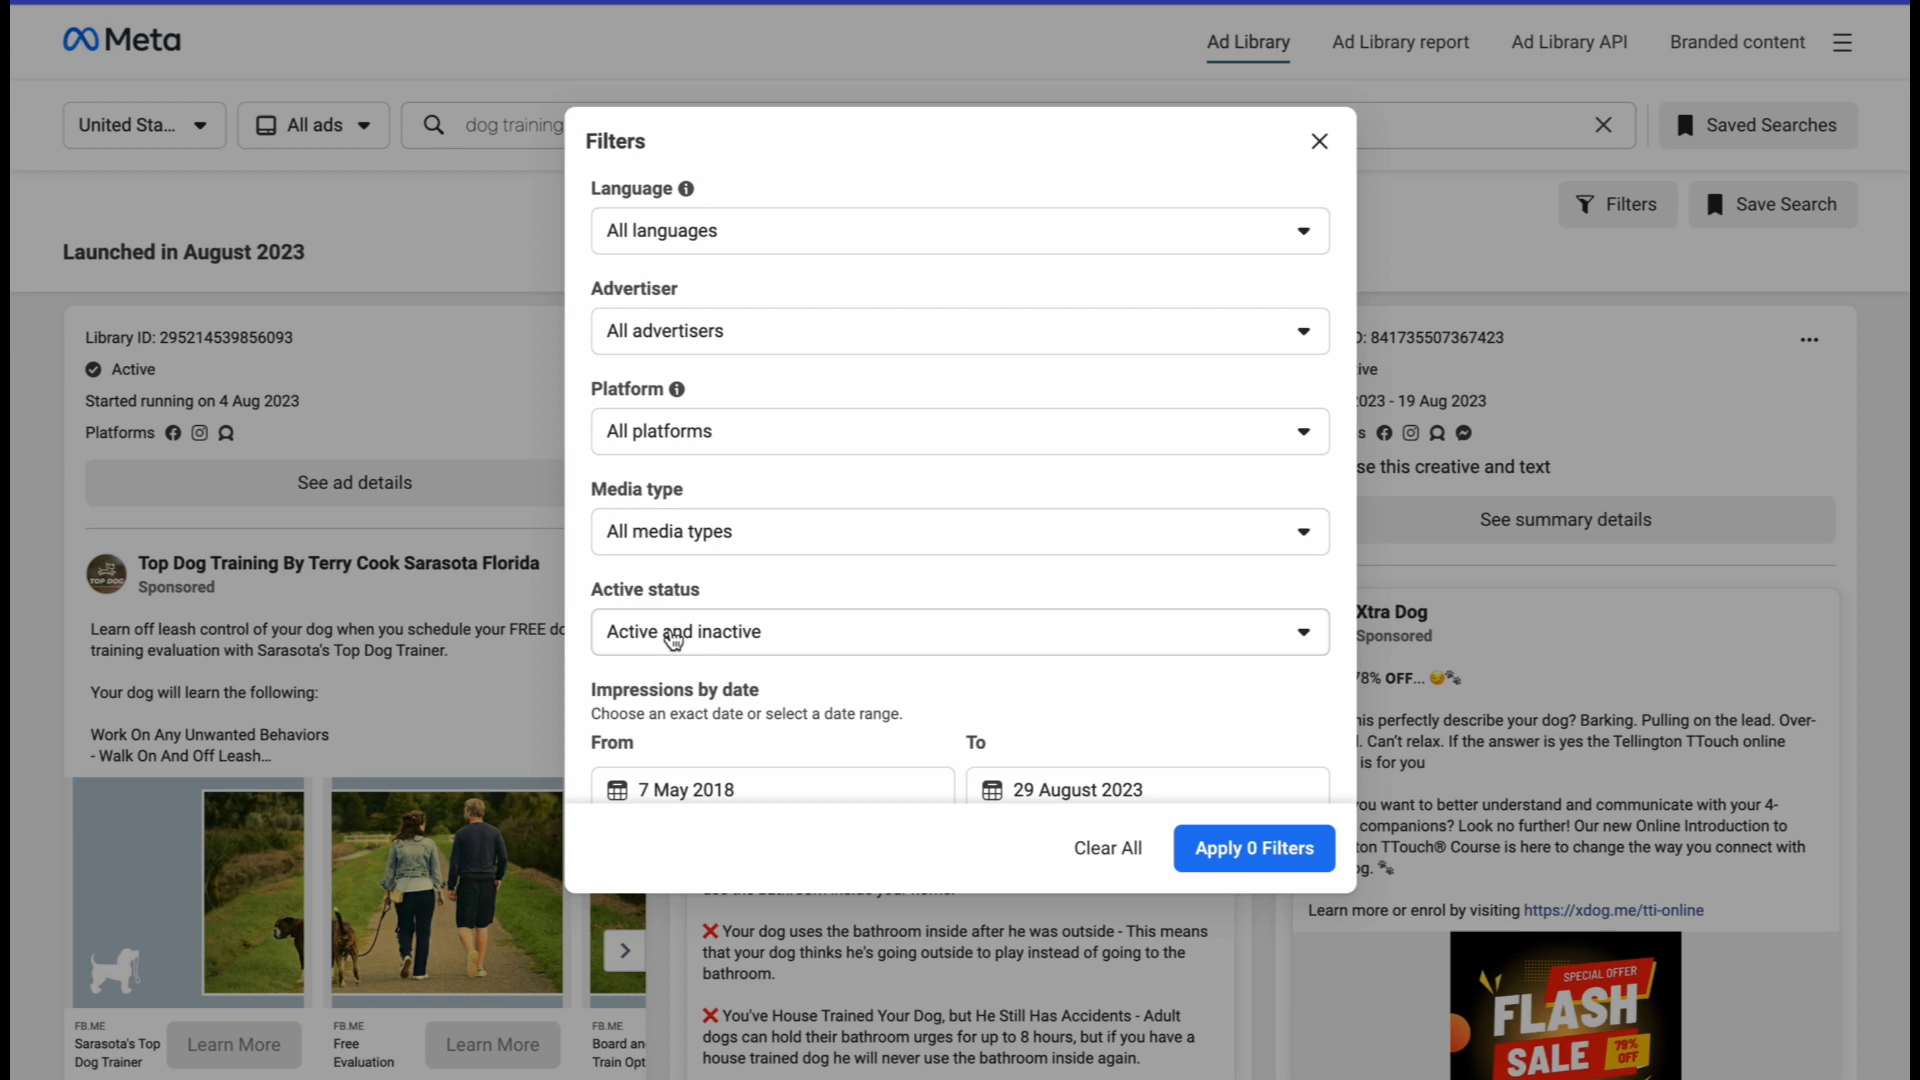 Meta
Ad Library
Ad Library report
Ad Library API
Branded content
United Sta...
All ads
dog training
Saved Searches
Filters
Save Search
Launched in August 2023
Filters
Language
All languages
Advertiser
All advertisers
Platform
All platforms
Media type
All media types
Active status
Active and inactive
Impressions by date
Choose an exact date or select a date range.
From
To
7 May 2018
29 August 2023
Clear All
Apply 0 Filters
Library ID: 295214539856093
Active
Started running on 4 Aug 2023
Platforms
See ad details
Top Dog Training By Terry Cook Sarasota Florida
Sponsored
TOP DOG
Learn off leash control of your dog when you schedule your FREE do
training evaluation with Sarasota's Top Dog Trainer.
Your dog will learn the following:
Work On Any Unwanted Behaviors
- Walk On And Off Leash...
FB.ME
Sarasota's Top
Dog Trainer
Learn More
FB.ME
Free
Evaluation
Learn More
FB.ME
Board an
Train Opt
❌ Your dog uses the bathroom inside after he was outside - This means
that your dog thinks he's going outside to play instead of going to the
bathroom.
❌ You've House Trained Your Dog, but He Still Has Accidents - Adult
dogs can hold their bathroom urges for up to 8 hours, but if you have a
house trained dog he will never use the bathroom inside again.
D: 841735507367423
ive
2023 - 19 Aug 2023
s
se this creative and text
See summary details
Xtra Dog
Sponsored
78% OFF... 😏🐾
his perfectly describe your dog? Barking. Pulling on the lead. Over-
. Can't relax. If the answer is yes the Tellington TTouch online
is for you
ou want to better understand and communicate with your 4-
companions? Look no further! Our new Online Introduction to
ton TTouch® Course is here to change the way you connect with
og. 🐾
Learn more or enrol by visiting https://xdog.me/tti-online
SPECIAL OFFER
FLASH
SALE
79%
OFF